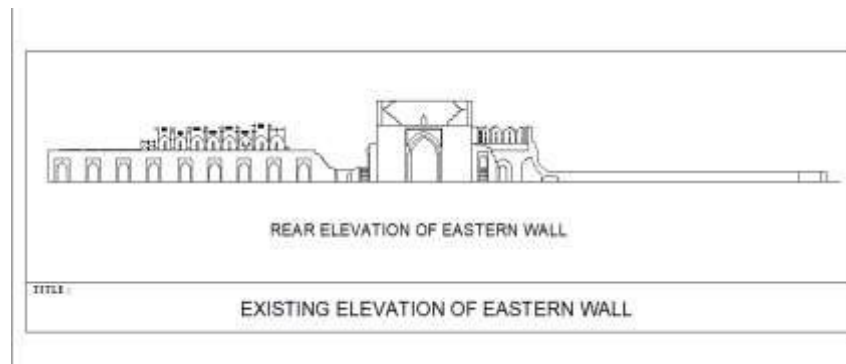 REAR ELEVATION OF EASTERN WALL
TITLE :
EXISTING ELEVATION OF EASTERN WALL